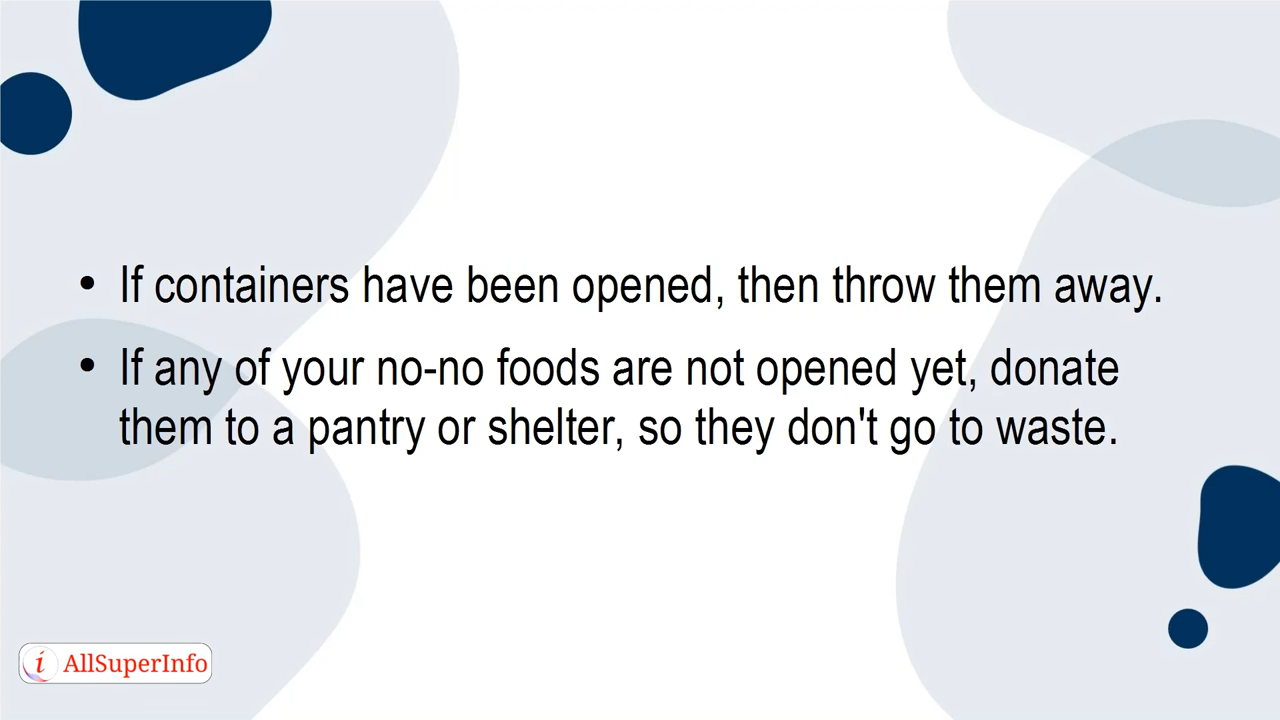 • If containers have been opened, then throw them away.
• If any of your no-no foods are not opened yet, donate
them to a pantry or shelter, so they don't go to waste.
i AllSuperInfo